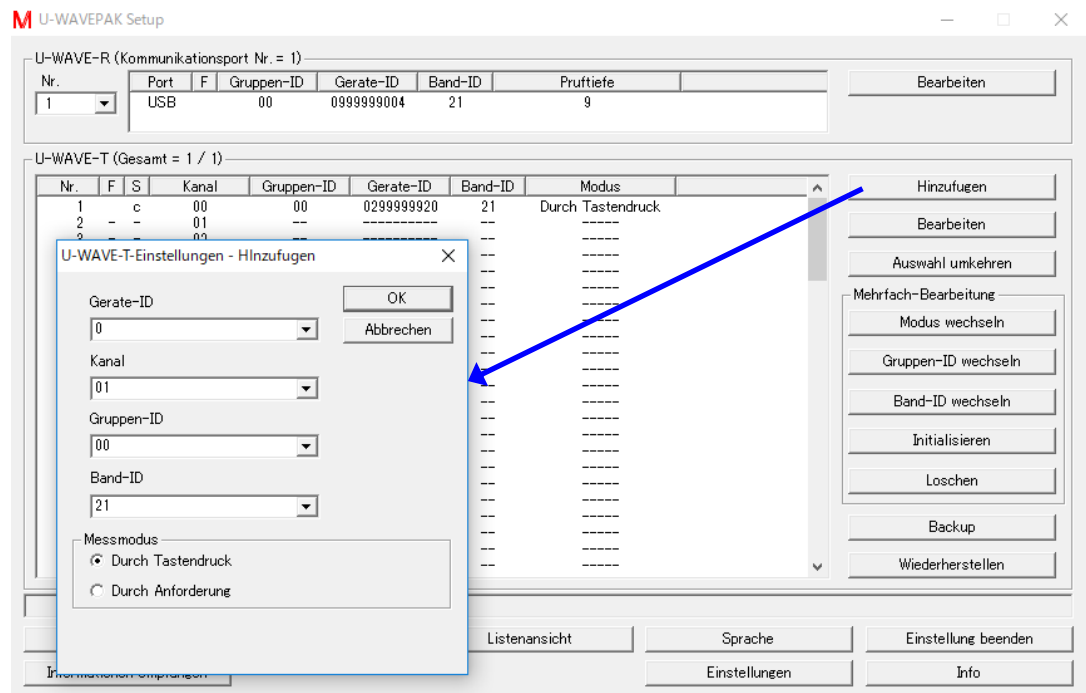 M U-WAVEPAK Setup
U-WAVE-R (Kommunikationsport Nr. = 1)
Nr. Port F Gruppen-ID Gerate-ID Band-ID Pruftiefe Bearbeiten
1 USB 00 0999999004 21 9
U-WAVE-T (Gesamt = 1 / 1)
Nr. F S Kanal Gruppen-ID Gerate-ID Band-ID Modus Hinzufugen
1 c 00 00 0299999920 21 Durch Tastendruck
2 - - 01 -- ---------- -- ----- Bearbeiten
U-WAVE-T-Einstellungen - HInzufugen
Gerate-ID
OK
0
Abbrechen
Kanal
01
Gruppen-ID
00
Band-ID
21
Messmodus
Durch Tastendruck
Durch Anforderung
Auswahl umkehren
Mehrfach-Bearbeitung
Modus wechseln
Gruppen-ID wechseln
Band-ID wechseln
Initialisieren
Loschen
Backup
Wiederherstellen
Listenansicht Sprache Einstellung beenden
Einstellungen Info